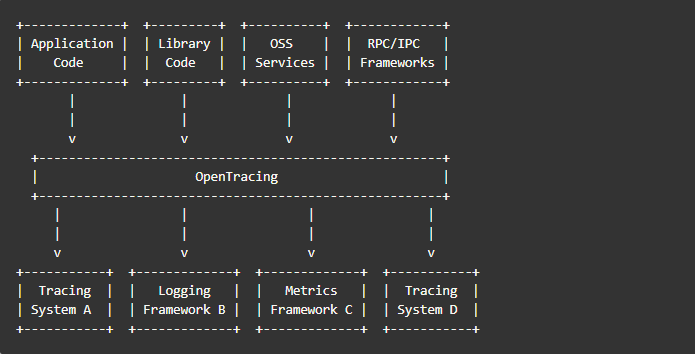 Application Library OSS RPC/IPC
Code Code Services Frameworks
OpenTracing
Tracing Logging Metrics Tracing
System A Framework B Framework C System D